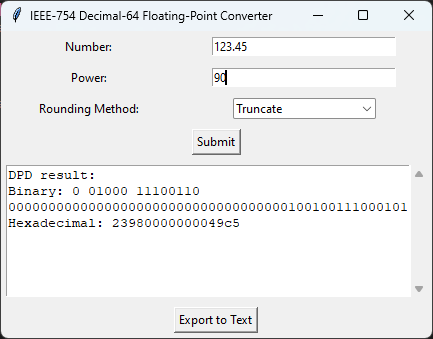 IEEE-754 Decimal-64 Floating-Point Converter
Number: 123.45
Power: 90
Rounding Method: Truncate
Submit
DPD result:
Binary: 0 01000 11100110
00000000000000000000000000000000000100100111000101
Hexadecimal: 23980000000049c5
Export to Text